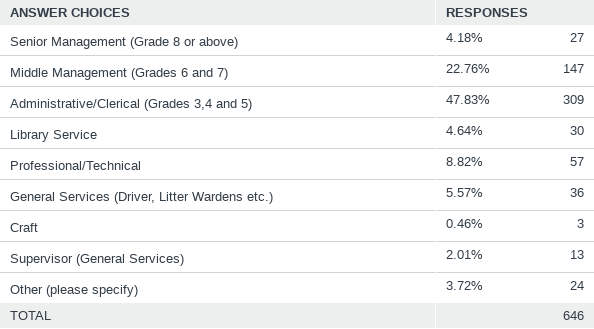 ANSWER CHOICES RESPONSES
Senior Management (Grade 8 or above) 4.18% 27
Middle Management (Grades 6 and 7) 22.76% 147
Administrative/Clerical (Grades 3,4 and 5) 47.83% 309
Library Service 4.64% 30
Professional/Technical 8.82% 57
General Services (Driver, Litter Wardens etc.) 5.57% 36
Craft 0.46% 3
Supervisor (General Services) 2.01% 13
Other (please specify) 3.72% 24
TOTAL 646